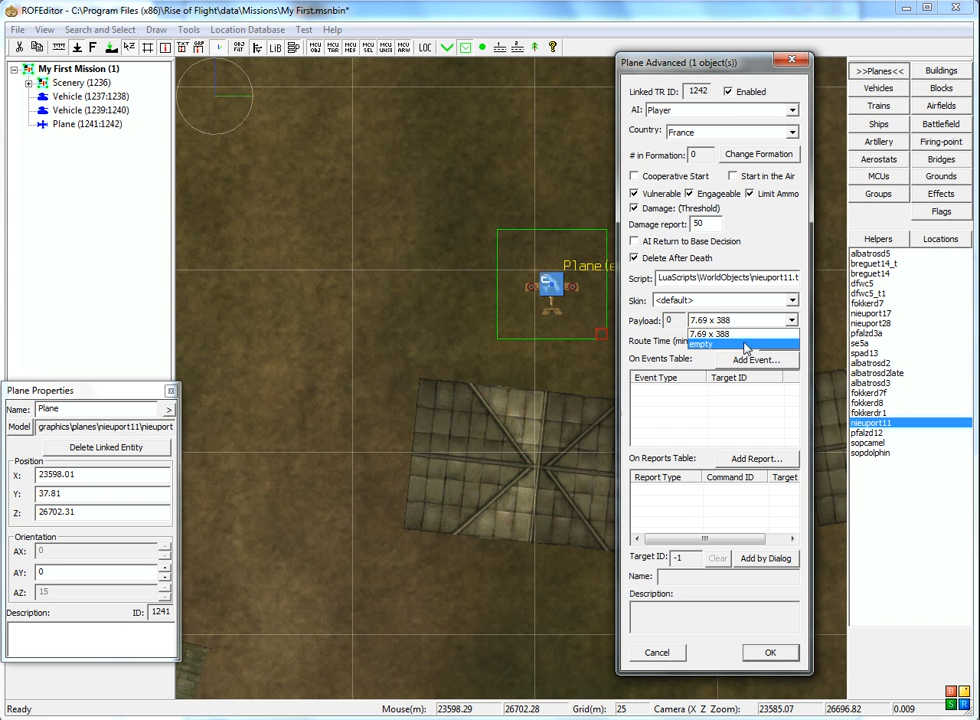 ROFEditor - C:\Program Files (x86)\Rise of Flight\data\Missions\My First.msnbin*
File View Mission Objects Selection Draw Tools Location Database Test Help
LIB LOC
My First Mission (1)
Scenery (1236)
Vehicle (1237:1238)
Vehicle (1239:1240)
Plane (1241:1242)
Plane (e
Plane Properties
Name: Plane >
Model graphics\planes\nieuport11\nieuport
Delete Linked Entity
Position
X: 23598.01
Y: 37.81
Z: 26702.31
Orientation
AX: 0
AY: 0
AZ: 15
Description: ID: 1241
Plane Advanced (1 object(s))
Linked TR ID: 1242 Enabled
AI: Player
Country: France
# in Formation: 0 Change Formation
Cooperative Start Start in the Air
Vulnerable Engageable Limit Ammo
Damage: (Threshold)
Damage report: 50
AI Return to Base Decision
Delete After Death
Script: LuaScripts\WorldObjects\nieuport11.t
Skin: <default>
Payload: 0 7.69 x 388
7.69 x 388
empty
Route Time (min
On Events Table: Add Event...
Event Type Target ID
On Reports Table: Add Report...
Report Type Command ID Target
Target ID: -1 Clear Add by Dialog
Name:
Description:
Cancel OK
>>Planes<< Buildings
Vehicles Blocks
Trains Airfields
Ships Battlefield
Artillery Firing-point
Aerostats Bridges
MCUs Grounds
Groups Effects
Flags
Helpers Locations
albatrosd5
breguet14_t
breguet14
dfwc5
dfwc5_t1
fokkerd7
nieuport17
nieuport28
pfalzd3a
se5a
spad13
albatrosd2
albatrosd2late
albatrosd3
fokkerd7f
fokkerd8
fokkerdr1
nieuport11
pfalzd12
sopcamel
sopdolphin
Ready Mouse(m): 23598.29 26702.28 Grid(m): 25 Camera (X Z Zoom): 23585.07 26696.82 0.009